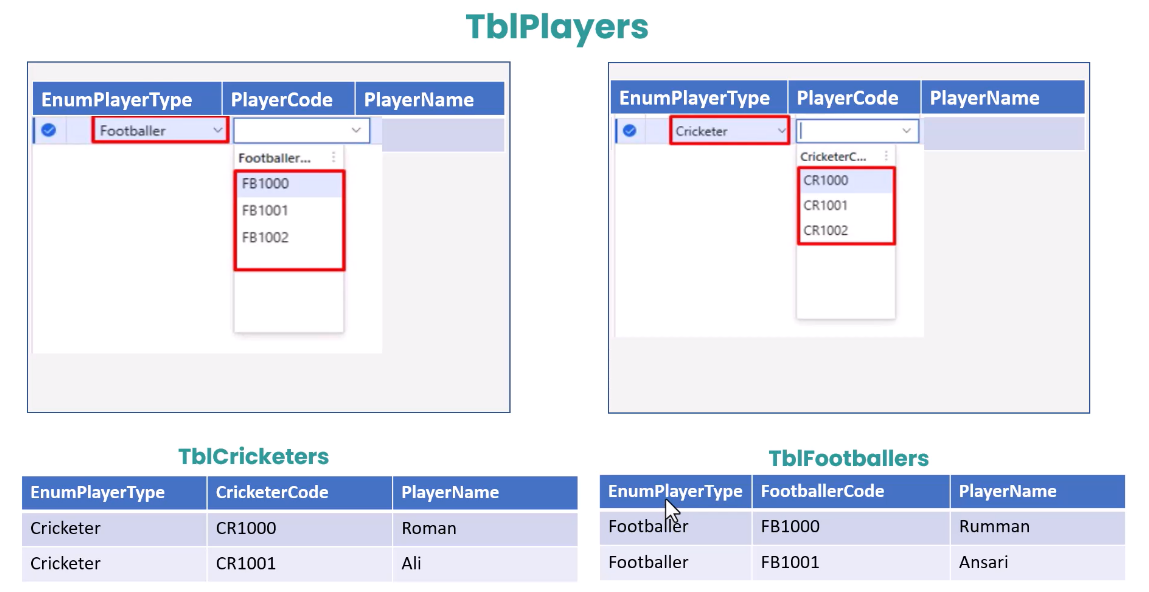 TblPlayers
EnumPlayerType PlayerCode PlayerName
Footballer
Footballer...
FB1000
FB1001
FB1002
EnumPlayerType PlayerCode PlayerName
Cricketer
CricketerC...
CR1000
CR1001
CR1002
TblCricketers
EnumPlayerType CricketerCode PlayerName
Cricketer CR1000 Roman
Cricketer CR1001 Ali
TblFootballers
EnumPlayerType FootballerCode PlayerName
Footballer FB1000 Rumman
Footballer FB1001 Ansari